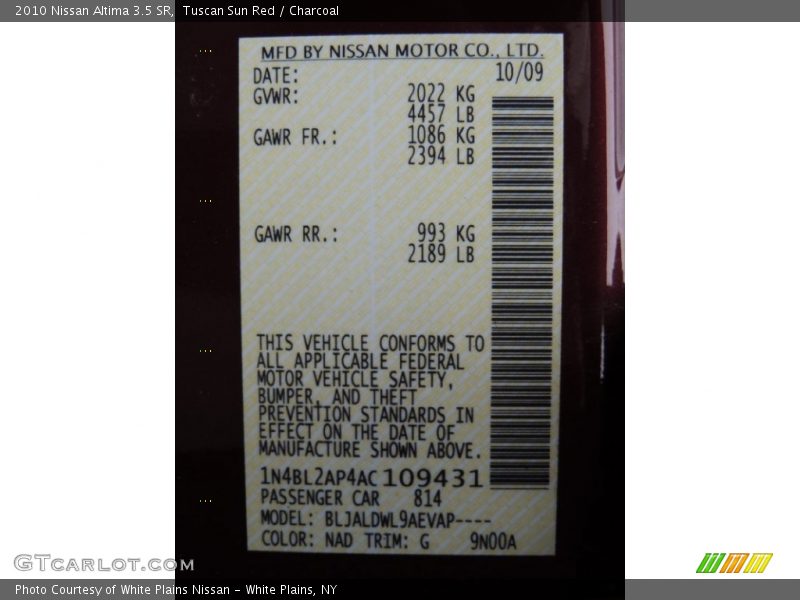 2010 Nissan Altima 3.5 SR, Tuscan Sun Red / Charcoal
MFD BY NISSAN MOTOR CO., LTD.
DATE: 10/09
GVWR: 2022 KG
4457 LB
GAWR FR.: 1086 KG
2394 LB
GAWR RR.: 993 KG
2189 LB
THIS VEHICLE CONFORMS TO
ALL APPLICABLE FEDERAL
MOTOR VEHICLE SAFETY,
BUMPER, AND THEFT
PREVENTION STANDARDS IN
EFFECT ON THE DATE OF
MANUFACTURE SHOWN ABOVE.
1N4BL2AP4AC109431
PASSENGER CAR 814
MODEL: BLJALDWL9AEVAP----
COLOR: NAD TRIM: G 9N00A
GTCarLot.com
Photo Courtesy of White Plains Nissan - White Plains, NY